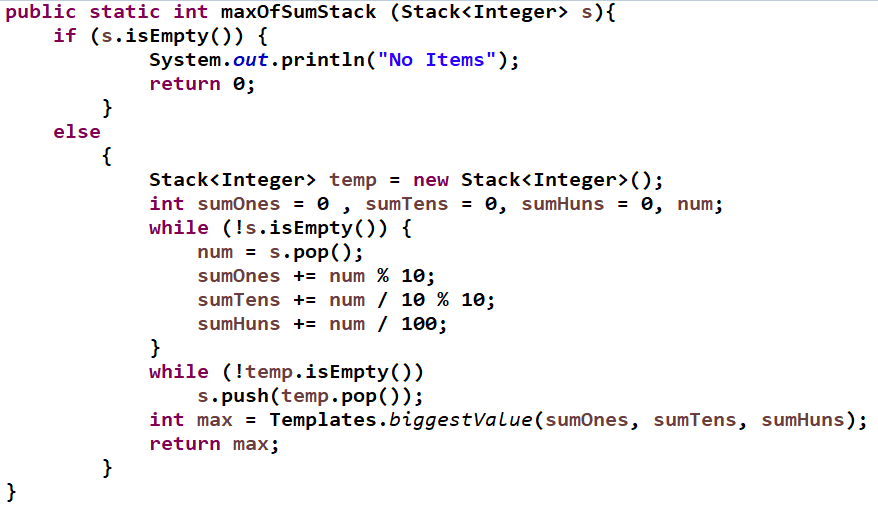 public static int maxOfSumStack (Stack<Integer> s){
    if (s.isEmpty()) {
            System.out.println("No Items");
            return 0;
        }
    else
        {
            Stack<Integer> temp = new Stack<Integer>();
            int sumOnes = 0 , sumTens = 0, sumHuns = 0, num;
            while (!s.isEmpty()) {
                num = s.pop();
                sumOnes += num % 10;
                sumTens += num / 10 % 10;
                sumHuns += num / 100;
            }
            while (!temp.isEmpty())
                s.push(temp.pop());
            int max = Templates.biggestValue(sumOnes, sumTens, sumHuns);
            return max;
        }
}